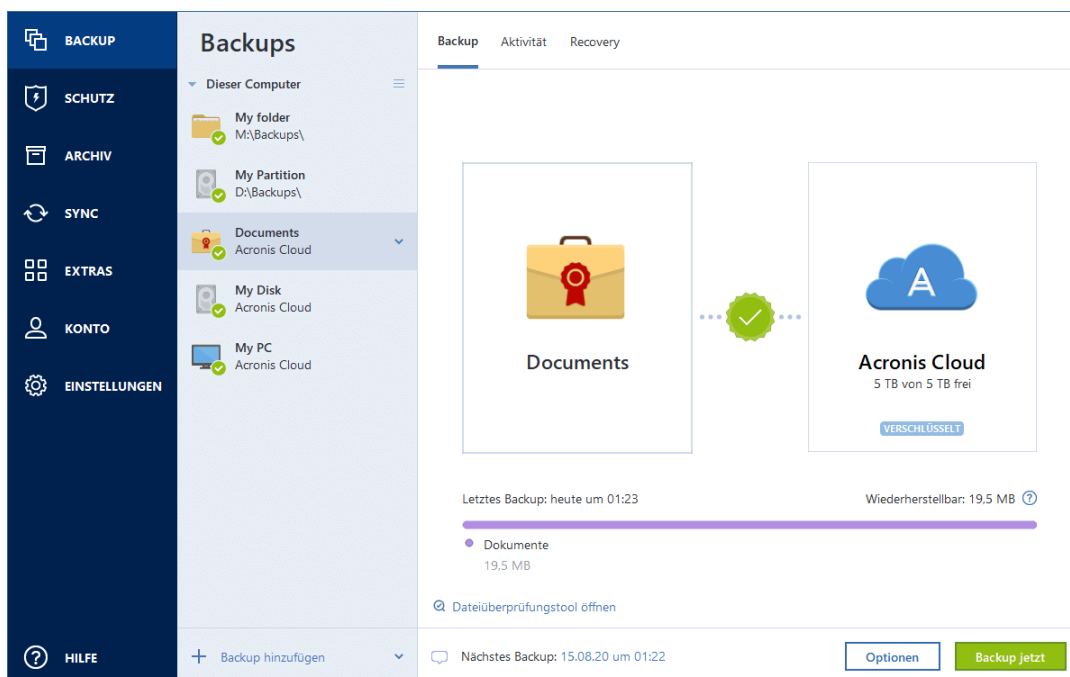 BACKUP
SCHUTZ
ARCHIV
SYNC
EXTRAS
KONTO
EINSTELLUNGEN
HILFE
Backups
Dieser Computer
My folder
M:\Backups\
My Partition
D:\Backups\
Documents
Acronis Cloud
My Disk
Acronis Cloud
My PC
Acronis Cloud
Backup hinzufügen
Backup Aktivität Recovery
Documents
A
Acronis Cloud
5 TB von 5 TB frei
VERSCHLÜSSELT
Letztes Backup: heute um 01:23 Wiederherstellbar: 19,5 MB ?
Dokumente
19,5 MB
Dateiüberprüfungstool öffnen
Nächstes Backup: 15.08.20 um 01:22 Optionen Backup jetzt